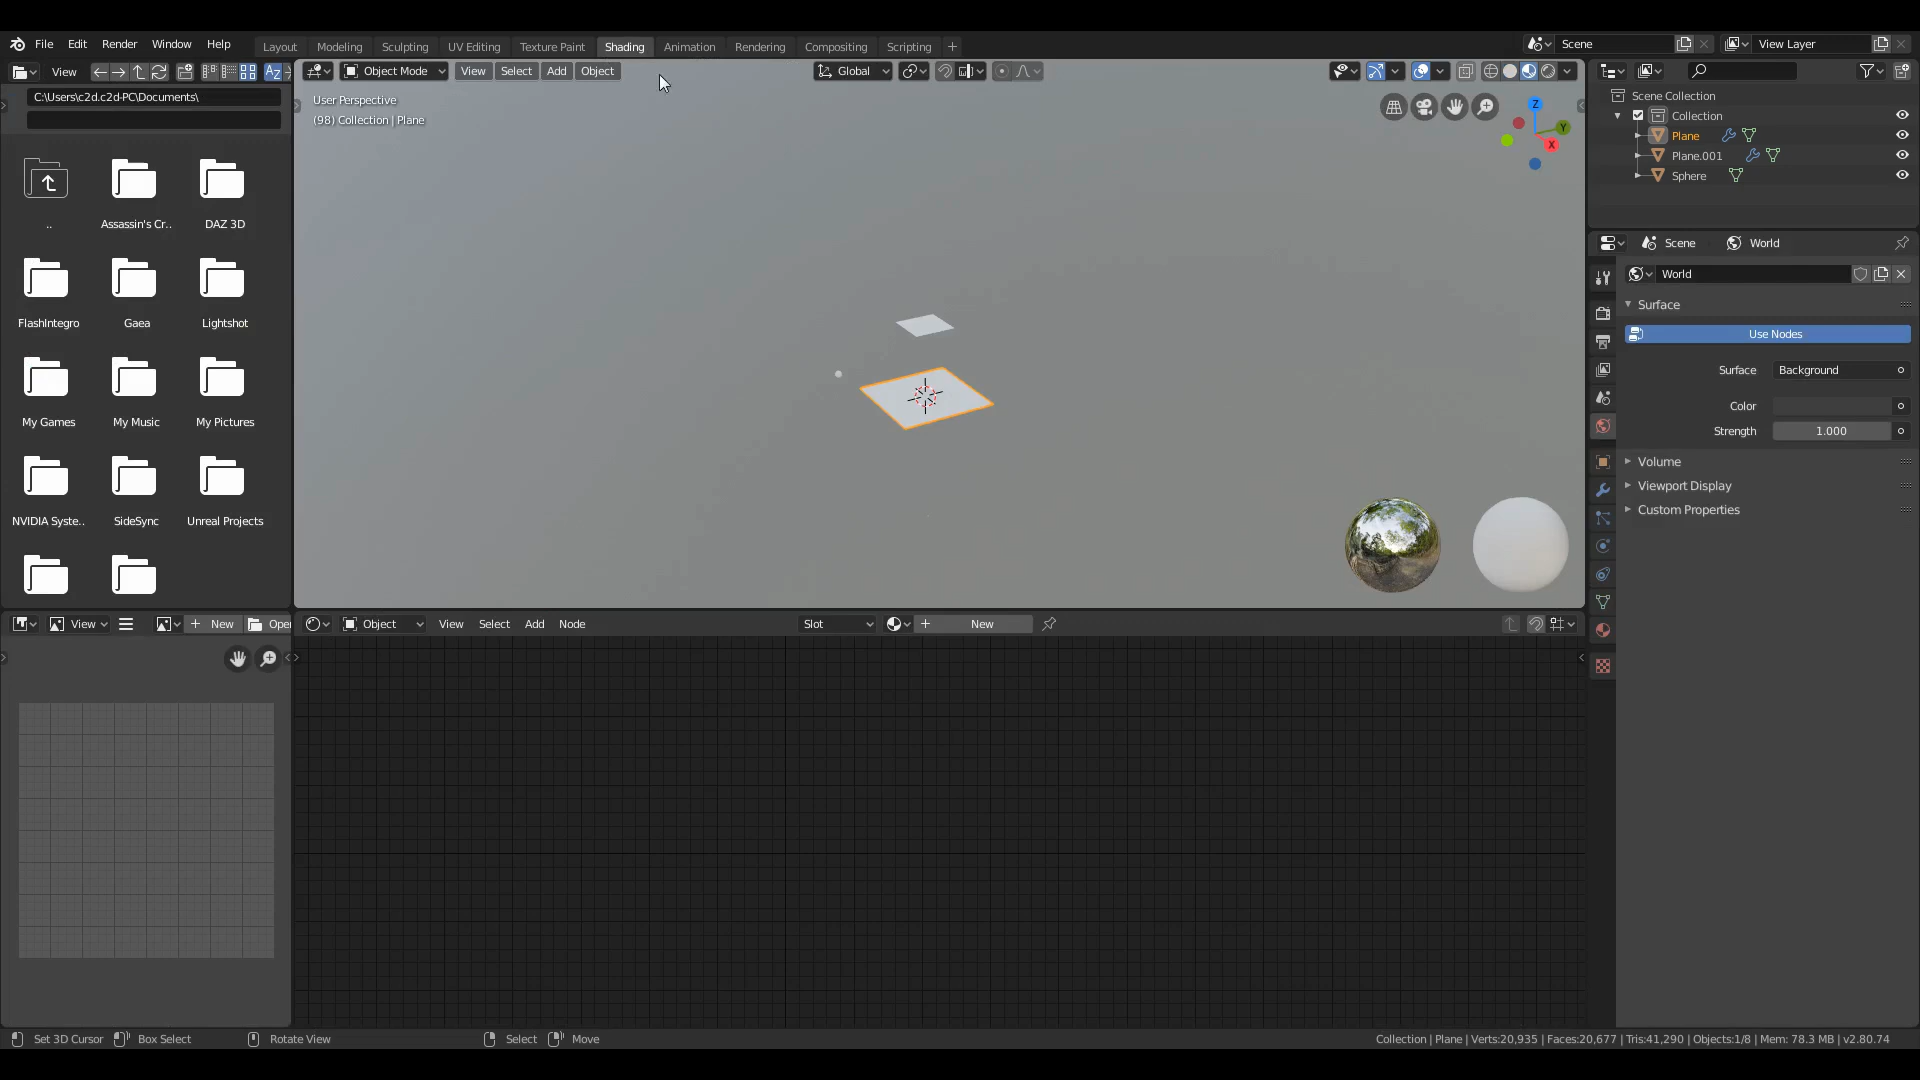 File Edit Render Window Help Layout Modeling Sculpting UV Editing Texture Paint Shading Animation Rendering Compositing Scripting + Scene View Layer
View Object Mode View Select Add Object Global
C:\Users\c2d.c2d-PC\Documents\
User Perspective
(98) Collection | Plane
Z
Y
X
..
Assassin's Cr..
DAZ 3D
FlashIntegro
Gaea
Lightshot
My Games
My Music
My Pictures
NVIDIA Syste..
SideSync
Unreal Projects
Scene Collection
Collection
Plane
Plane.001
Sphere
Scene World
World
Surface
Use Nodes
Surface Background
Color
Strength 1.000
Volume
Viewport Display
Custom Properties
View + New Open
Object View Select Add Node Slot + New
Set 3D Cursor Box Select Rotate View Select Move
Collection | Plane | Verts:20,935 | Faces:20,677 | Tris:41,290 | Objects:1/8 | Mem: 78.3 MB | v2.80.74